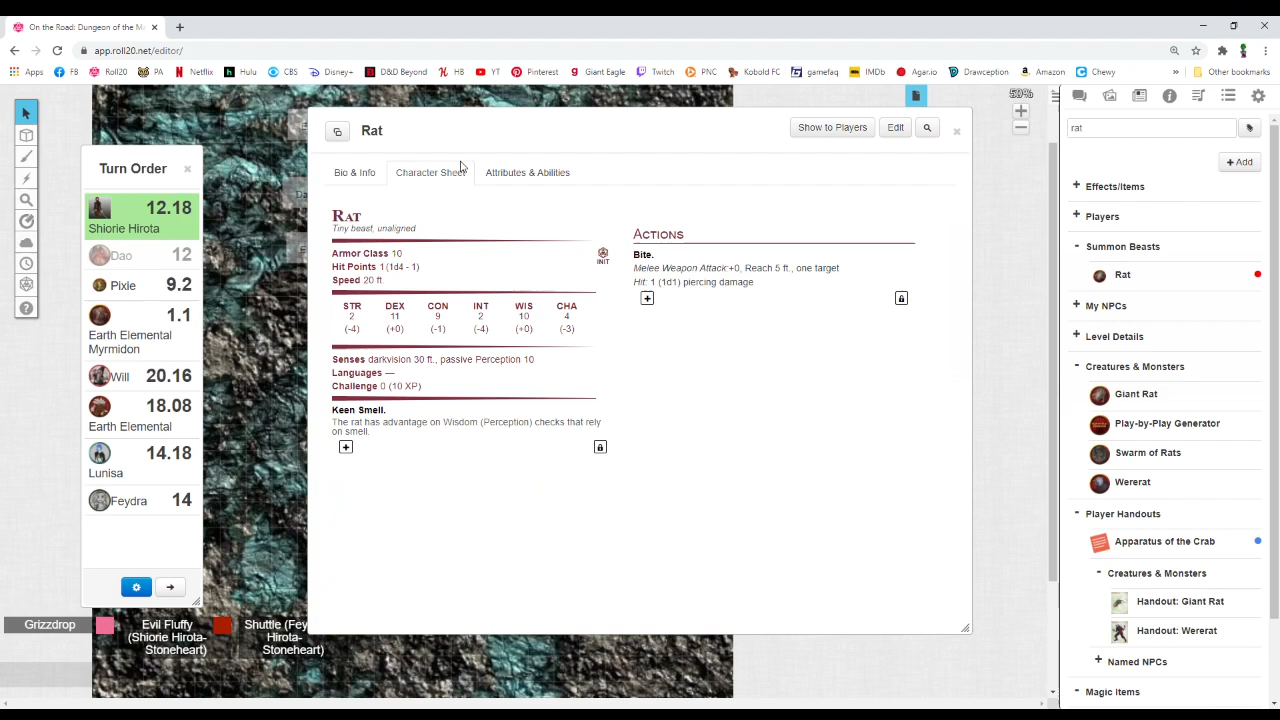 On the Road: Dungeon of the M
app.roll20.net/editor/
Apps FB Roll20 PA Netflix hulu CBS Disney+ D&D Beyond HB YT Pinterest Giant Eagle Twitch PNC Kobold FC gamefaq IMDb Agar.io Drawception Amazon Chewy » Other bookmarks
53%
Rat
Show to Players
Edit
Bio & Info
Character Sheet
Attributes & Abilities
Turn Order
12.18
Shiorie Hirota
Dao 12
Pixie 9.2
1.1
Earth Elemental
Myrmidon
Will 20.16
18.08
Earth Elemental
14.18
Lunisa
Feydra 14
RAT
Tiny beast, unaligned
Armor Class 10
Hit Points 1 (1d4 - 1)
Speed 20 ft.
INIT
STR DEX CON INT WIS CHA
2 11 9 2 10 4
(-4) (+0) (-1) (-4) (+0) (-3)
Senses darkvision 30 ft., passive Perception 10
Languages —
Challenge 0 (10 XP)
Keen Smell.
The rat has advantage on Wisdom (Perception) checks that rely
on smell.
ACTIONS
Bite.
Melee Weapon Attack:+0, Reach 5 ft., one target
Hit: 1 (1d1) piercing damage
Grizzdrop
Evil Fluffy
(Shiorie Hirota-
Stoneheart)
Shuttle (Fey
Hirota-
Stoneheart)
rat
+ Add
+ Effects/Items
+ Players
- Summon Beasts
Rat
+ My NPCs
+ Level Details
- Creatures & Monsters
Giant Rat
Play-by-Play Generator
Swarm of Rats
Wererat
- Player Handouts
Apparatus of the Crab
- Creatures & Monsters
Handout: Giant Rat
Handout: Wererat
+ Named NPCs
- Magic Items